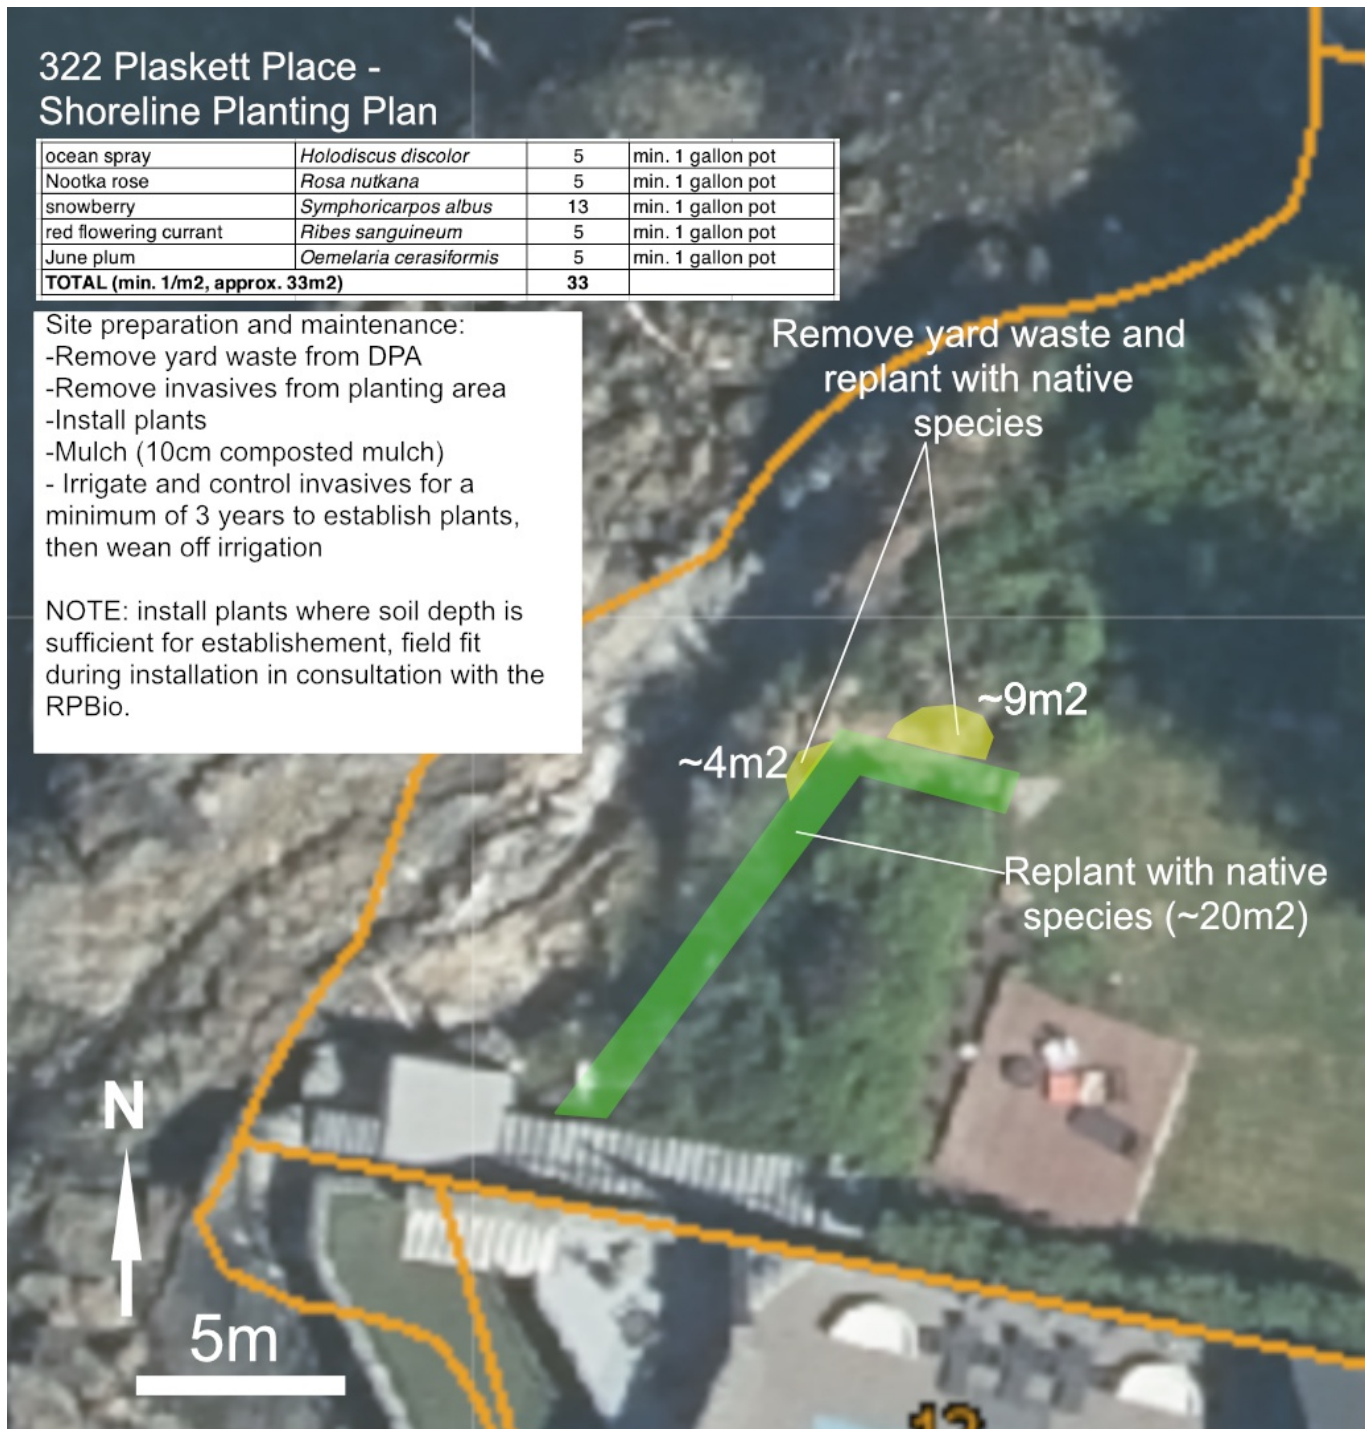 322 Plaskett Place -
Shoreline Planting Plan
ocean spray Holodiscus discolor 5 min. 1 gallon pot
Nootka rose Rosa nutkana 5 min. 1 gallon pot
snowberry Symphoricarpos albus 13 min. 1 gallon pot
red flowering currant Ribes sanguineum 5 min. 1 gallon pot
June plum Oemelaria cerasiformis 5 min. 1 gallon pot
TOTAL (min. 1/m2, approx. 33m2) 33
Site preparation and maintenance:
-Remove yard waste from DPA
-Remove invasives from planting area
-Install plants
-Mulch (10cm composted mulch)
- Irrigate and control invasives for a
minimum of 3 years to establish plants,
then wean off irrigation
NOTE: install plants where soil depth is
sufficient for establishement, field fit
during installation in consultation with the
RPBio.
Remove yard waste and
replant with native
species
~9m2
~4m2
Replant with native
species (~20m2)
N
5m